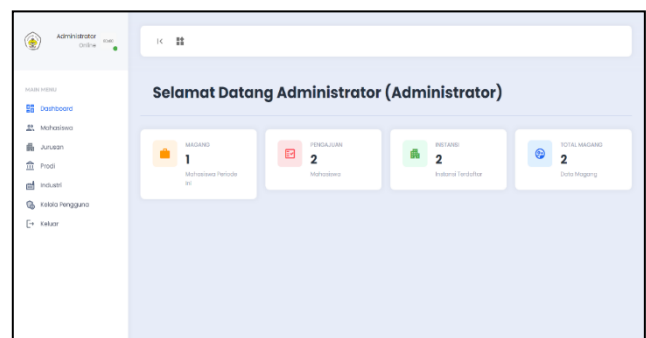 Administrator
Online
MAIN MENU
Dashboard
Mahasiswa
Jurusan
Prodi
Industri
Kelola Pengguna
Keluar
Selamat Datang Administrator (Administrator)
MAGANG
1
Mahasiswa Periode
Ini
PENGAJUAN
2
Mahasiswa
INSTANSI
2
Instansi Terdaftar
TOTAL MAGANG
2
Data Magang